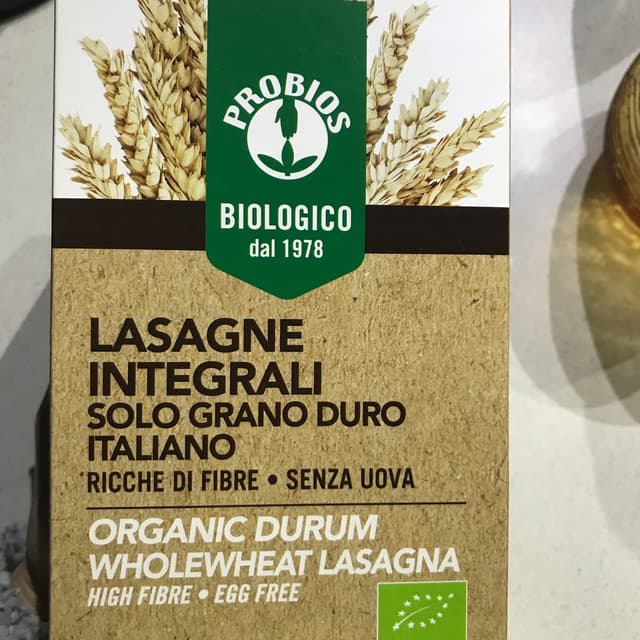 PROBIOS
BIOLOGICO
dal 1978
LASAGNE
INTEGRALI
SOLO GRANO DURO
ITALIANO
RICCHE DI FIBRE • SENZA UOVA
ORGANIC DURUM
WHOLEWHEAT LASAGNA
HIGH FIBRE • EGG FREE